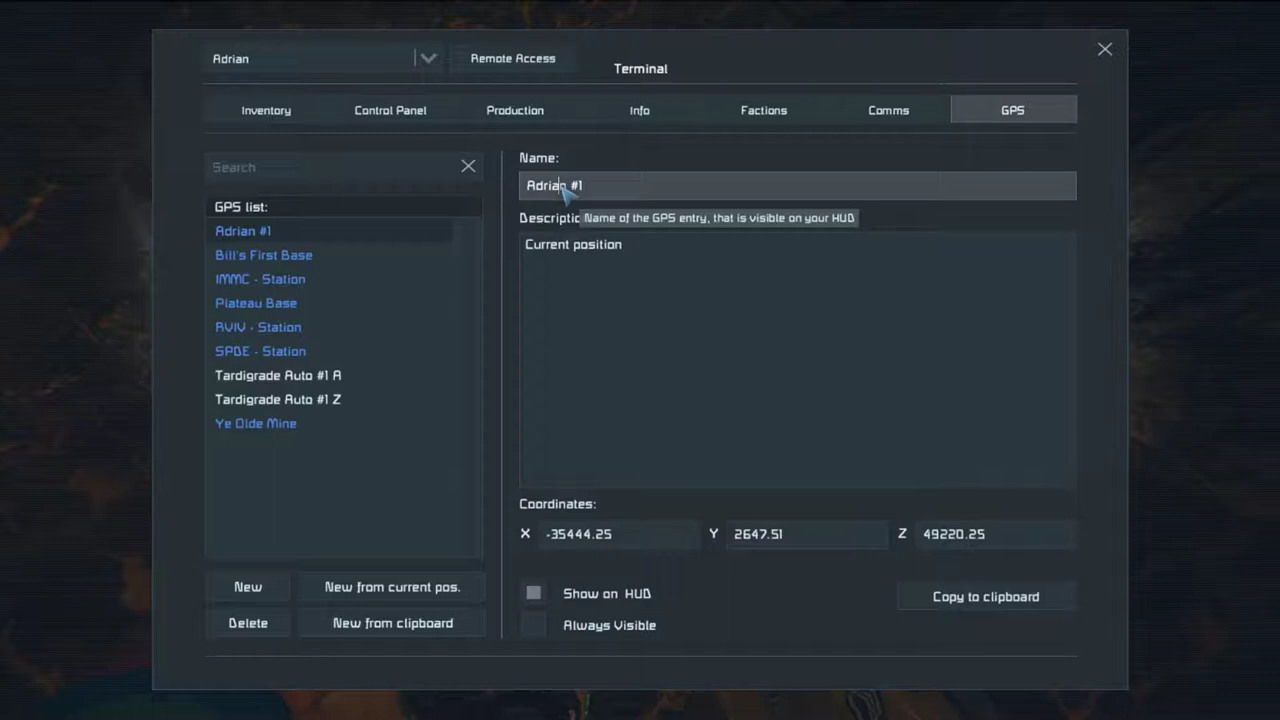 Adrian
Remote Access
Terminal
Inventory
Control Panel
Production
Info
Factions
Comms
GPS
Search
GPS list:
Adrian #1
Bill's First Base
IMMC - Station
Plateau Base
RVIV - Station
SPDE - Station
Tardigrade Auto #1 A
Tardigrade Auto #1 Z
Ye Olde Mine
New
New from current pos.
Delete
New from clipboard
Name:
Adrian #1
Name of the GPS entry, that is visible on your HUD
Current position
Coordinates:
X -35444.25 Y 2647.51 Z 49220.25
Show on HUD
Always Visible
Copy to clipboard